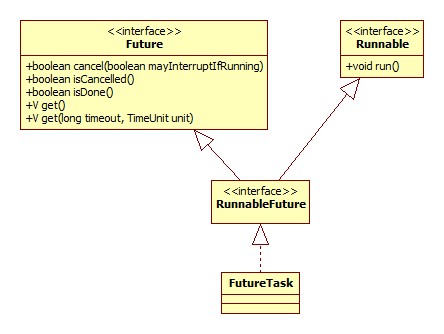 <<interface>>
Future
+boolean cancel(boolean mayInterruptIfRunning)
+boolean isCancelled()
+boolean isDone()
+V get()
+V get(long timeout, TimeUnit unit)
<<interface>>
Runnable
+void run()
<<interface>>
RunnableFuture
FutureTask